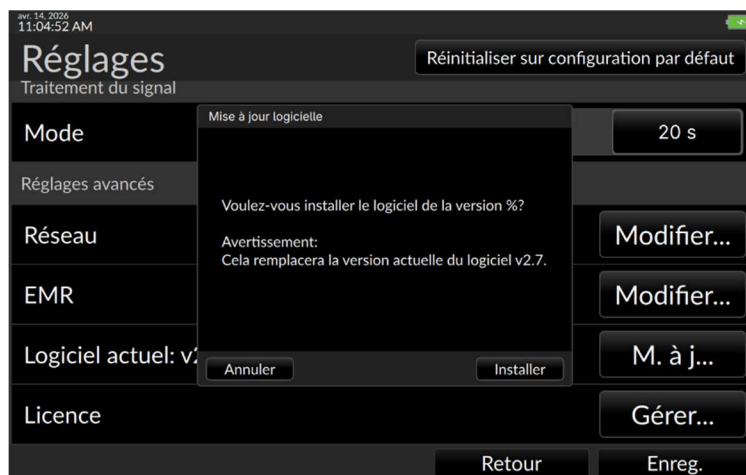 avr. 14, 2026
11:04:52 AM
Réglages
Réinitialiser sur configuration par défaut
Traitement du signal
Mise à jour logicielle
Mode
20 s
Réglages avancés
Voulez-vous installer le logiciel de la version %?
Réseau
Modifier...
Avertissement:
Cela remplacera la version actuelle du logiciel v2.7.
EMR
Modifier...
Logiciel actuel:
M. à j...
Annuler
Installer
Licence
Gérer...
Retour
Enreg.